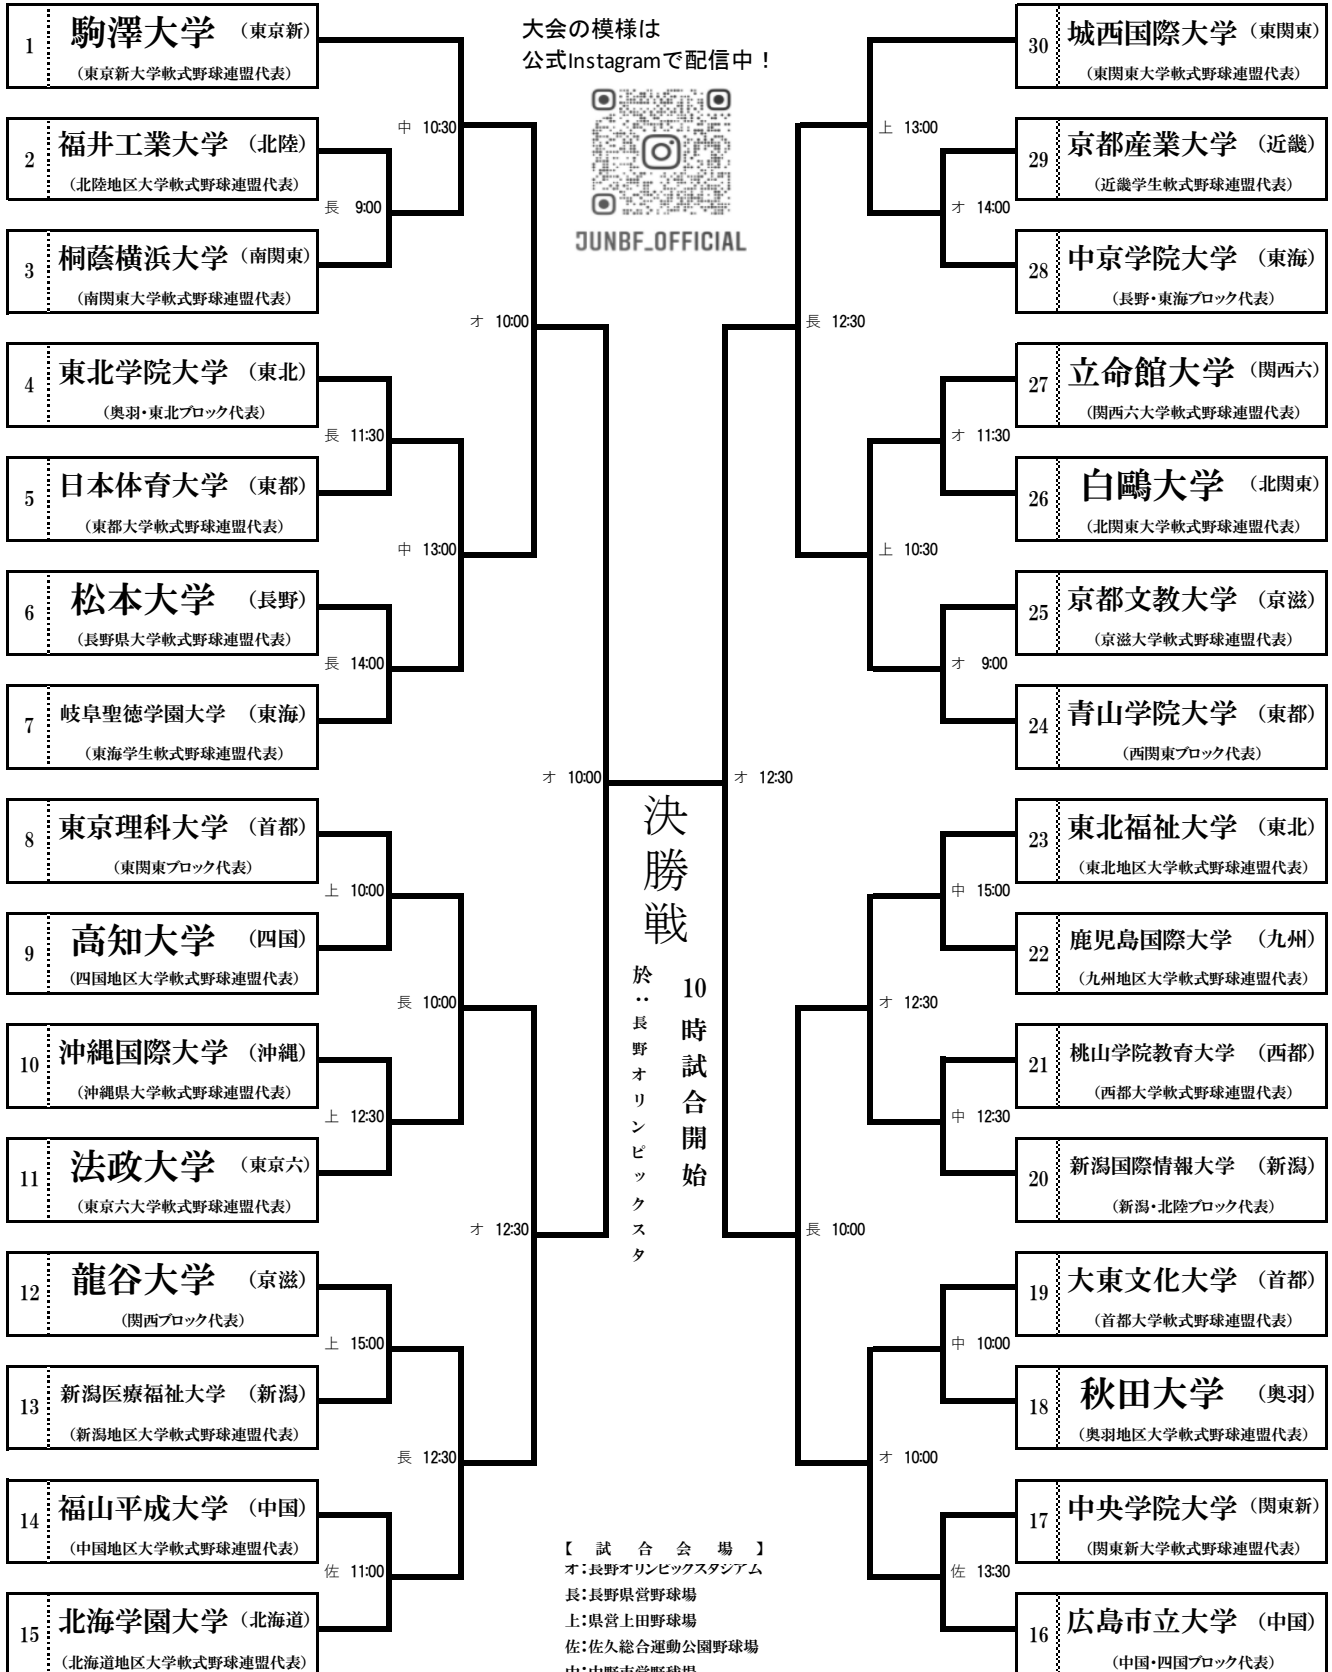 大会の模様は
公式Instagramで配信中！
JUNBF_OFFICIAL
1 駒澤大学 （東京新）
（東京新大学軟式野球連盟代表）
中 10:30
2 福井工業大学 （北陸）
（北陸地区大学軟式野球連盟代表）
長 9:00
3 桐蔭横浜大学 （南関東）
（南関東大学軟式野球連盟代表）
オ 10:00
4 東北学院大学 （東北）
（奥羽・東北ブロック代表）
長 11:30
5 日本体育大学 （東都）
（東都大学軟式野球連盟代表）
中 13:00
6 松本大学 （長野）
（長野県大学軟式野球連盟代表）
長 14:00
7 岐阜聖徳学園大学 （東海）
（東海学生軟式野球連盟代表）
オ 10:00
8 東京理科大学 （首都）
（東関東ブロック代表）
上 10:00
9 高知大学 （四国）
（四国地区大学軟式野球連盟代表）
長 10:00
10 沖縄国際大学 （沖縄）
（沖縄県大学軟式野球連盟代表）
上 12:30
11 法政大学 （東京六）
（東京六大学軟式野球連盟代表）
オ 12:30
12 龍谷大学 （京滋）
（関西ブロック代表）
上 15:00
13 新潟医療福祉大学 （新潟）
（新潟地区大学軟式野球連盟代表）
長 12:30
14 福山平成大学 （中国）
（中国地区大学軟式野球連盟代表）
佐 11:00
15 北海学園大学 （北海道）
（北海道地区大学軟式野球連盟代表）
決勝戦
10時試合開始
於：長野オリンピックスタ
30 城西国際大学 （東関東）
（東関東大学軟式野球連盟代表）
上 13:00
29 京都産業大学 （近畿）
（近畿学生軟式野球連盟代表）
オ 14:00
28 中京学院大学 （東海）
（長野・東海ブロック代表）
長 12:30
27 立命館大学 （関西六）
（関西六大学軟式野球連盟代表）
オ 11:30
26 白鷗大学 （北関東）
（北関東大学軟式野球連盟代表）
上 10:30
25 京都文教大学 （京滋）
（京滋大学軟式野球連盟代表）
オ 9:00
24 青山学院大学 （東都）
（西関東ブロック代表）
オ 12:30
23 東北福祉大学 （東北）
（東北地区大学軟式野球連盟代表）
中 15:00
22 鹿児島国際大学 （九州）
（九州地区大学軟式野球連盟代表）
オ 12:30
21 桃山学院教育大学 （西都）
（西都大学軟式野球連盟代表）
中 12:30
20 新潟国際情報大学 （新潟）
（新潟・北陸ブロック代表）
長 10:00
19 大東文化大学 （首都）
（首都大学軟式野球連盟代表）
中 10:00
18 秋田大学 （奥羽）
（奥羽地区大学軟式野球連盟代表）
オ 10:00
17 中央学院大学 （関東新）
（関東新大学軟式野球連盟代表）
佐 13:30
16 広島市立大学 （中国）
（中国・四国ブロック代表）
【 試 合 会 場 】
オ：長野オリンピックスタジアム
長：長野県営野球場
上：県営上田野球場
佐：佐久総合運動公園野球場
中：中野市営野球場